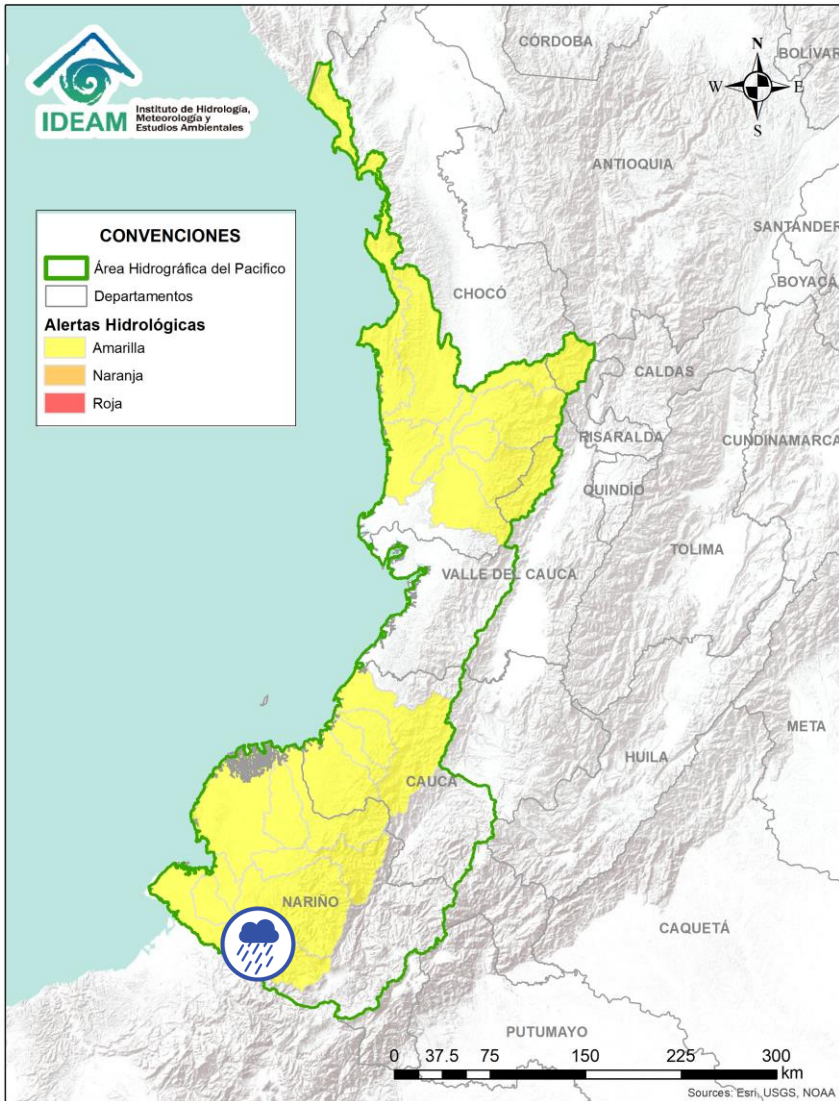 IDEAM
Instituto de Hidrología,
Meteorología y
Estudios Ambientales
N
W
E
S
CÓRDOBA
BOLÍVAR
ANTIOQUIA
SANTANDER
BOYACÁ
CONVENCIONES
Área Hidrográfica del Pacifico
Departamentos
Alertas Hidrológicas
Amarilla
Naranja
Roja
CHOCÓ
CALDAS
RISARALDA
CUNDINAMARCA
QUINDÍO
TOLIMA
VALLE DEL CAUCA
META
HUILA
CAUCA
NARIÑO
CAQUETÁ
PUTUMAYO
0 37.5 75 150 225 300
km
Sources: Esri, USGS, NOAA